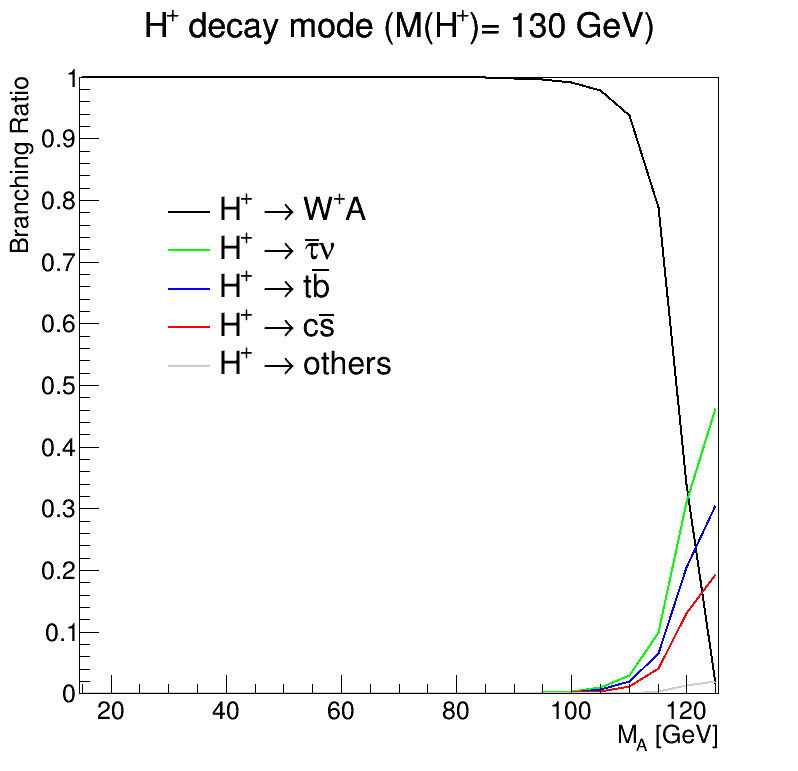 H⁺ decay mode (M(H⁺)= 130 GeV)
Branching Ratio
1
0.9
0.8
0.7
0.6
0.5
0.4
0.3
0.2
0.1
0
H⁺ → W⁺A
H⁺ → τ̅ν
H⁺ → tb̅
H⁺ → cs̅
H⁺ → others
20 40 60 80 100 120
M_A [GeV]